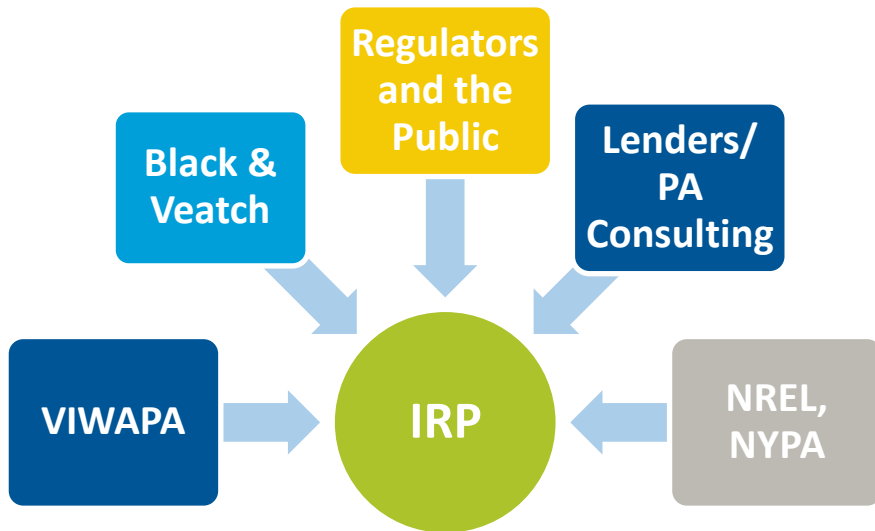 Regulators
and the
Public
Black &
Veatch
Lenders/
PA
Consulting
VIWAPA
IRP
NREL,
NYPA